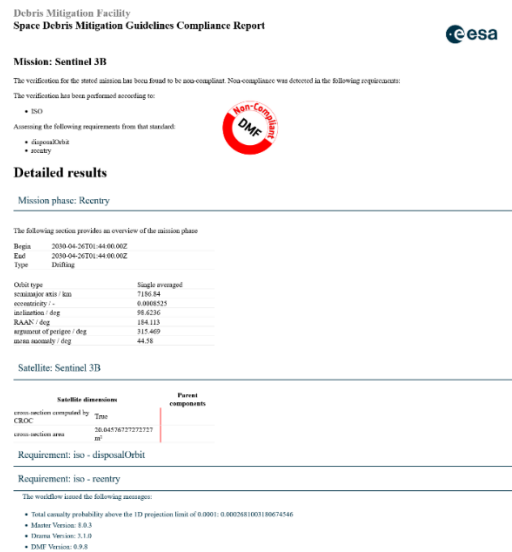 Debris Mitigation Facility
Space Debris Mitigation Guidelines Compliance Report
esa
Mission: Sentinel 3B
The verification for the stated mission has been found to be non-compliant. Non-compliance was detected in the following requirements:
The verification has been performed according to:
• ISO
Assessing the following requirements from that standard:
• disposalOrbit
• reentry
Non-Compliant
DMF
Detailed results
Mission phase: Reentry
The following section provides an overview of the mission phase
Begin 2030-04-26T01:44:00.00Z
End 2030-04-26T01:44:00.00Z
Type Drifting
Orbit type Single averaged
semimajor axis / km 7186.84
eccentricity / - 0.0008525
inclination / deg 98.6236
RAAN / deg 184.113
argument of perigee / deg 315.469
mean anomaly / deg 44.58
Satellite: Sentinel 3B
Satellite dimensions Parent components
cross-section computed by CROC True
cross-section area 20.04576727272727 m²
Requirement: iso - disposalOrbit
Requirement: iso - reentry
The workflow issued the following messages:
• Total casualty probability above the 1D projection limit of 0.0001: 0.0002681003180674546
• Master Version: 8.0.3
• Drama Version: 3.1.0
• DMF Version: 0.9.8